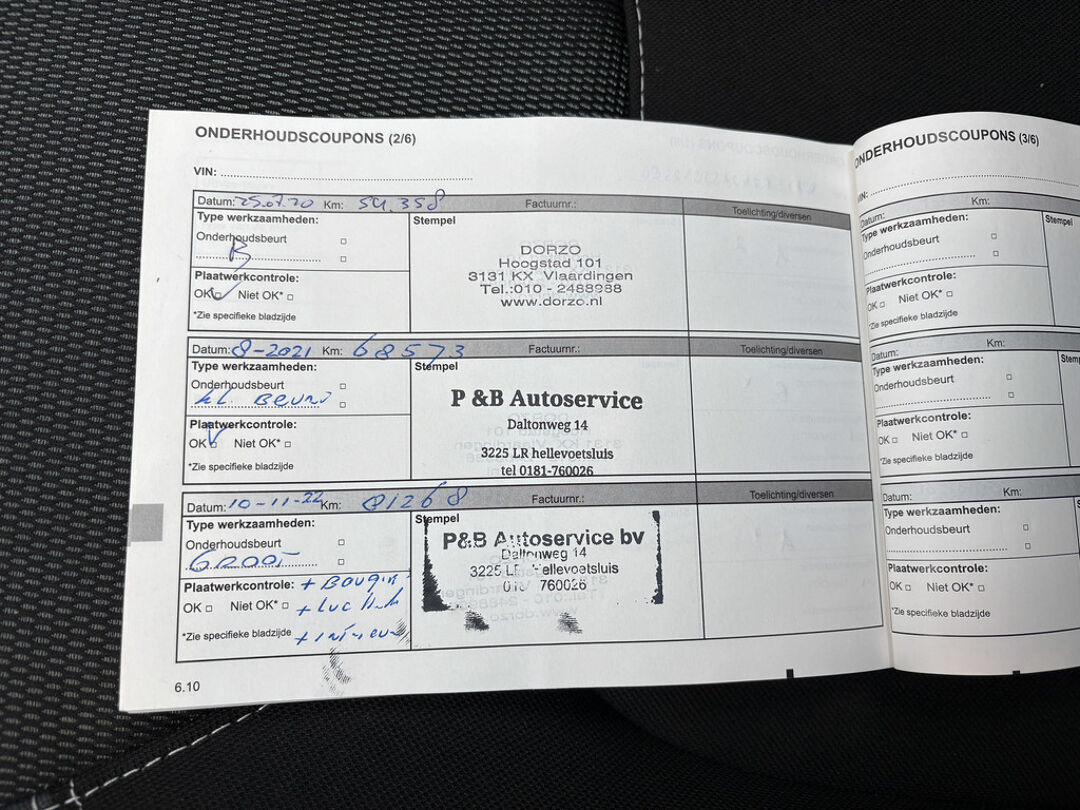 ONDERHOUDSCOUPONS (2/6)
VIN:
Datum: 25.07.20 Km: 54.358 Factuurnr.: Toelichting/diversen
Type werkzaamheden:
Stempel
Onderhoudsbeurt
B
Plaatwerkcontrole:
OK Niet OK*
*Zie specifieke bladzijde
DORZO
Hoogstad 101
3131 KX Vlaardingen
Tel.:010 - 2488988
www.dorzo.nl
Datum: 8-2021 Km: 68573 Factuurnr.: Toelichting/diversen
Type werkzaamheden:
Stempel
Onderhoudsbeurt
kl. Beurt
Plaatwerkcontrole:
OK Niet OK*
*Zie specifieke bladzijde
P &B Autoservice
Daltonweg 14
3225 LR hellevoetsluis
tel 0181-760026
Datum: 10-11-22 Km: 81268 Factuurnr.: Toelichting/diversen
Type werkzaamheden:
Stempel
Onderhoudsbeurt
Plaatwerkcontrole: +
OK Niet OK* +
*Zie specifieke bladzijde +
P&B Autoservice bv
Daltonweg 14
3225 L Hellevoetsluis
760026
6.10
ONDERHOUDSCOUPONS (3/6)
VIN:
Datum: Km:
Type werkzaamheden:
Stempel
Onderhoudsbeurt
Plaatwerkcontrole:
OK Niet OK*
*Zie specifieke bladzijde
Datum: Km:
Type werkzaamheden:
Stemp
Onderhoudsbeurt
Plaatwerkcontrole:
OK Niet OK*
*Zie specifieke bladzijde
Datum: Km:
Type werkzaamheden:
Onderhoudsbeurt
Plaatwerkcontrole:
OK Niet OK*
*Zie specifieke bladzijde